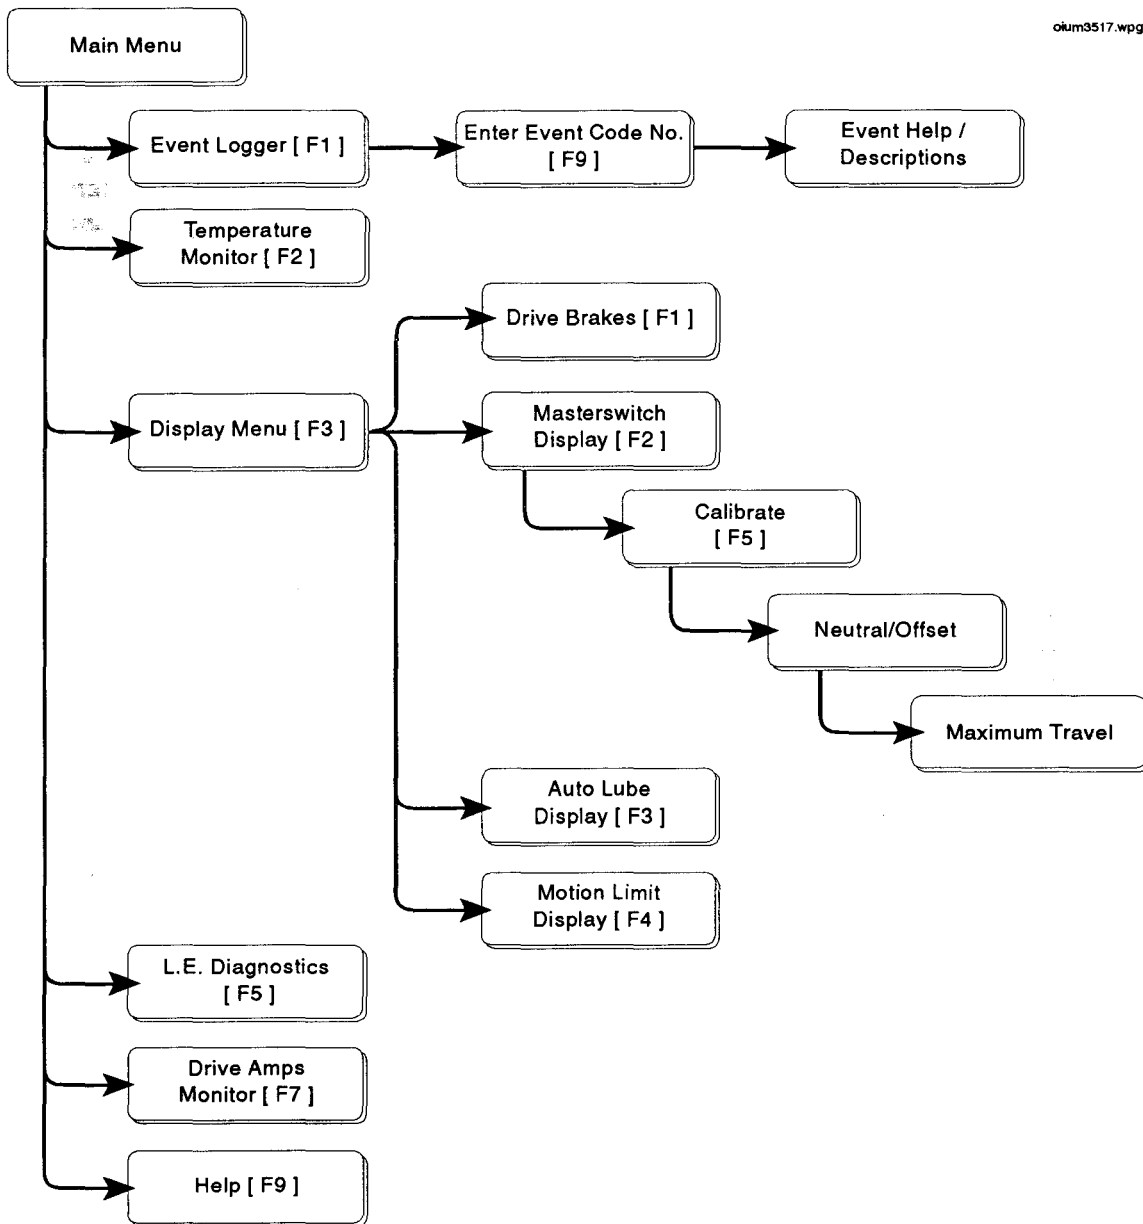 oium3517.wpg
Main Menu
Event Logger [ F1 ]
Enter Event Code No.
[ F9 ]
Event Help /
Descriptions
Temperature
Monitor [ F2 ]
Drive Brakes [ F1 ]
Display Menu [ F3 ]
Masterswitch
Display [ F2 ]
Calibrate
[ F5 ]
Neutral/Offset
Maximum Travel
Auto Lube
Display [ F3 ]
Motion Limit
Display [ F4 ]
L.E. Diagnostics
[ F5 ]
Drive Amps
Monitor [ F7 ]
Help [ F9 ]